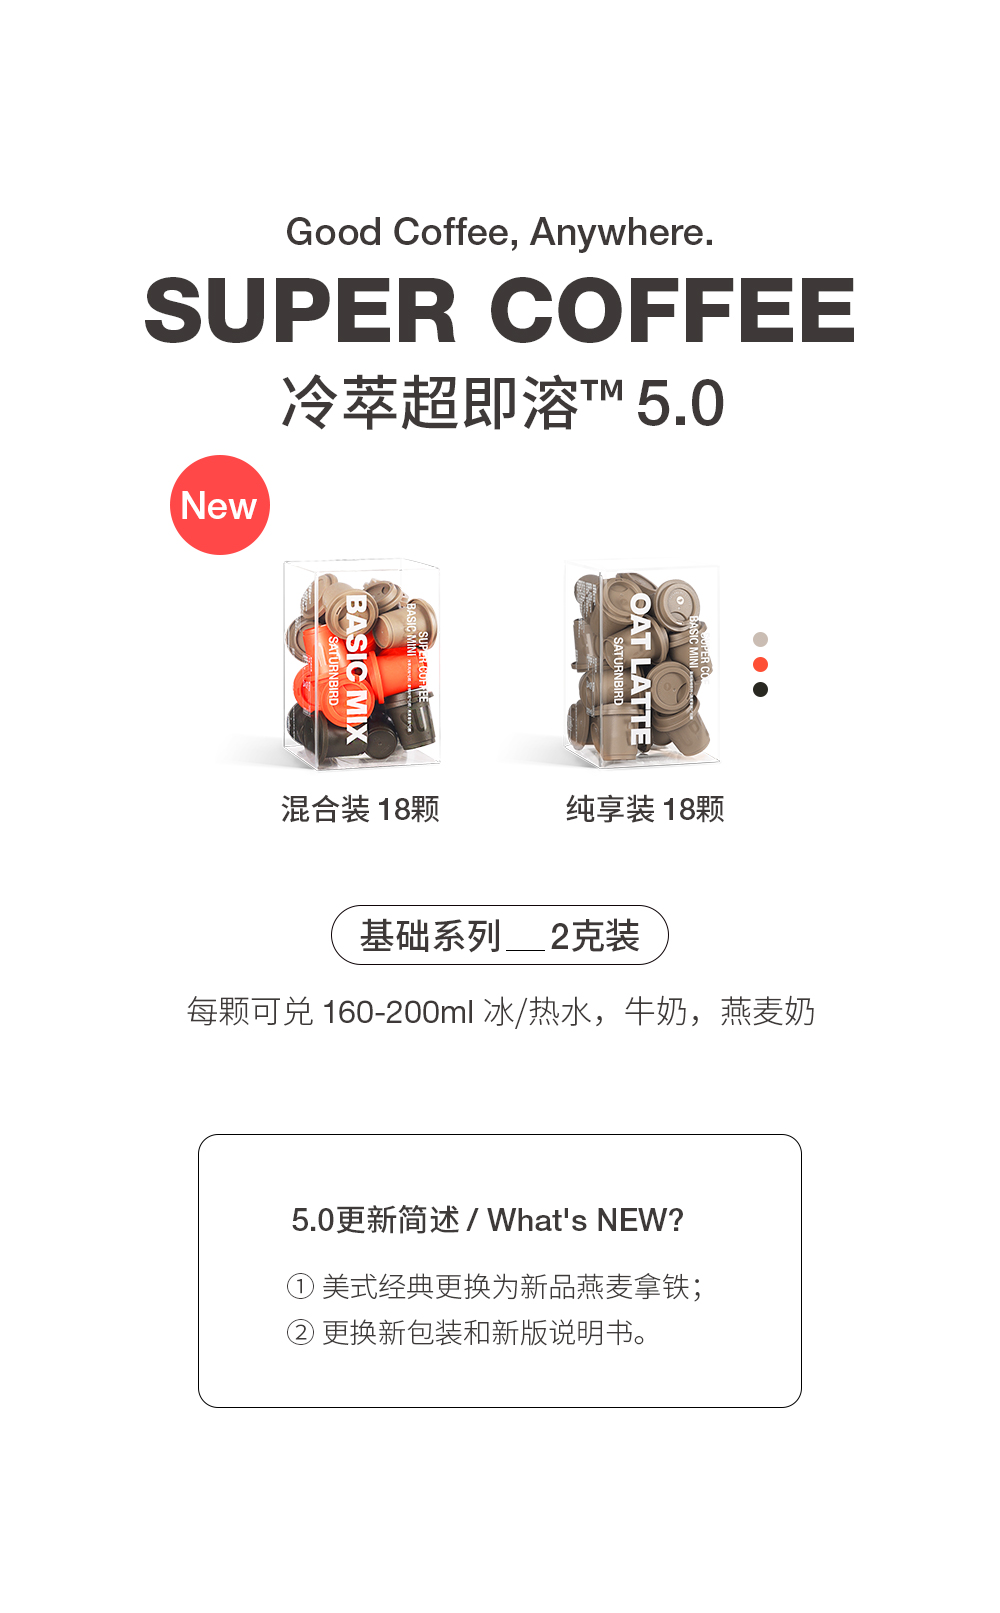 Good Coffee, Anywhere.
SUPER COFFEE
冷萃超即溶™ 5.0
New
BASIC MIX
SATURNBIRD
SUPER COFFEE
BASIC MINI
OAT LATTE
SATURNBIRD
SUPER CO
BASIC MINI
混合装 18颗
纯享装 18颗
基础系列__2克装
每颗可兑 160-200ml 冰/热水，牛奶，燕麦奶
5.0更新简述 / What's NEW?
① 美式经典更换为新品燕麦拿铁；
② 更换新包装和新版说明书。